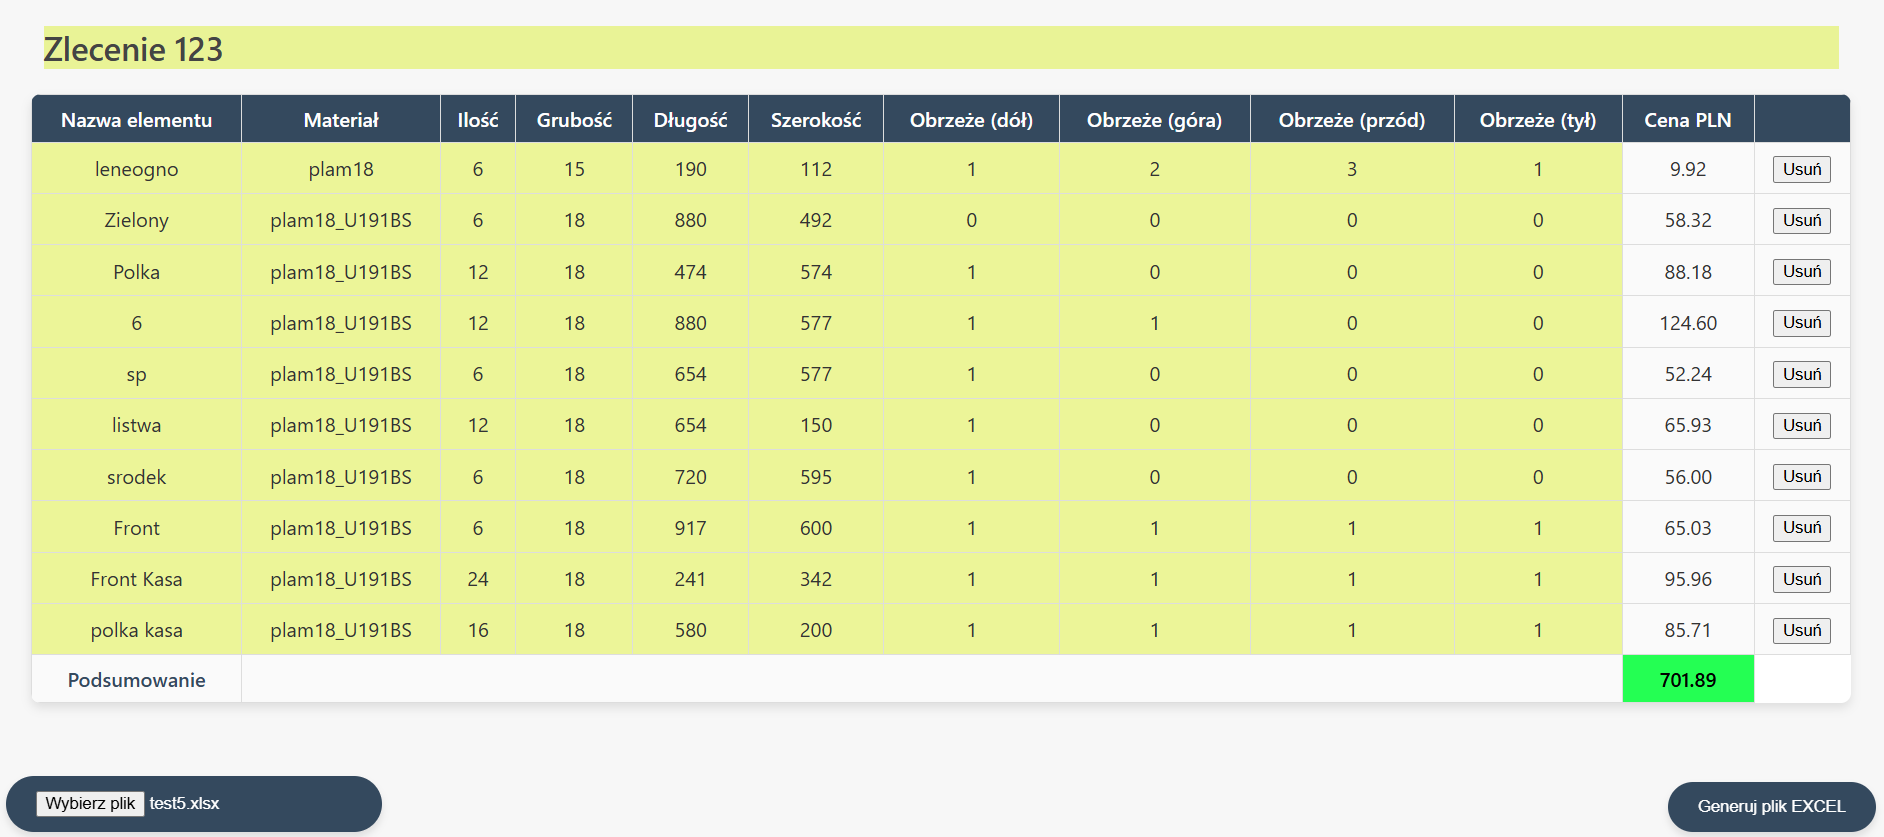 Zlecenie 123
Nazwa elementu Materiał Ilość Grubość Długość Szerokość Obrzeże (dół) Obrzeże (góra) Obrzeże (przód) Obrzeże (tył) Cena PLN
leneogno plam18 6 15 190 112 1 2 3 1 9.92 Usuń
Zielony plam18_U191BS 6 18 880 492 0 0 0 0 58.32 Usuń
Polka plam18_U191BS 12 18 474 574 1 0 0 0 88.18 Usuń
6 plam18_U191BS 12 18 880 577 1 1 0 0 124.60 Usuń
sp plam18_U191BS 6 18 654 577 1 0 0 0 52.24 Usuń
listwa plam18_U191BS 12 18 654 150 1 0 0 0 65.93 Usuń
srodek plam18_U191BS 6 18 720 595 1 0 0 0 56.00 Usuń
Front plam18_U191BS 6 18 917 600 1 1 1 1 65.03 Usuń
Front Kasa plam18_U191BS 24 18 241 342 1 1 1 1 95.96 Usuń
polka kasa plam18_U191BS 16 18 580 200 1 1 1 1 85.71 Usuń
Podsumowanie 701.89
Wybierz plik test5.xlsx
Generuj plik EXCEL